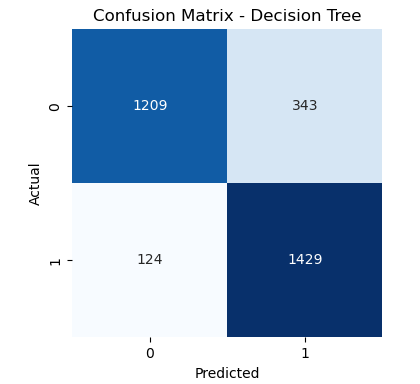 Confusion Matrix - Decision Tree
Actual
0
1209
343
1
124
1429
0
1
Predicted